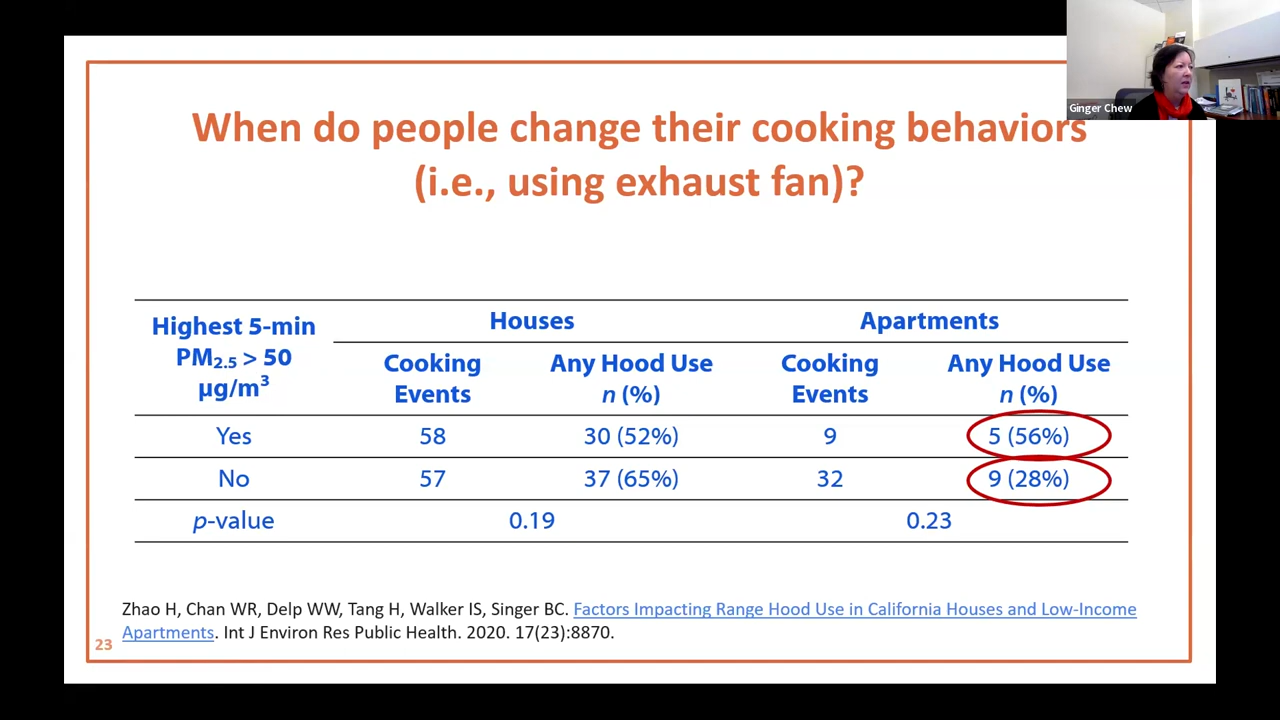 Ginger Chew
When do people change their cooking behaviors
(i.e., using exhaust fan)?
Highest 5-min
PM2.5 > 50
µg/m³
Houses
Apartments
Cooking
Events
Any Hood Use
n (%)
Cooking
Events
Any Hood Use
n (%)
Yes 58 30 (52%) 9 5 (56%)
No 57 37 (65%) 32 9 (28%)
p-value 0.19 0.23
Zhao H, Chan WR, Delp WW, Tang H, Walker IS, Singer BC. Factors Impacting Range Hood Use in California Houses and Low-Income
Apartments. Int J Environ Res Public Health. 2020. 17(23):8870.
23